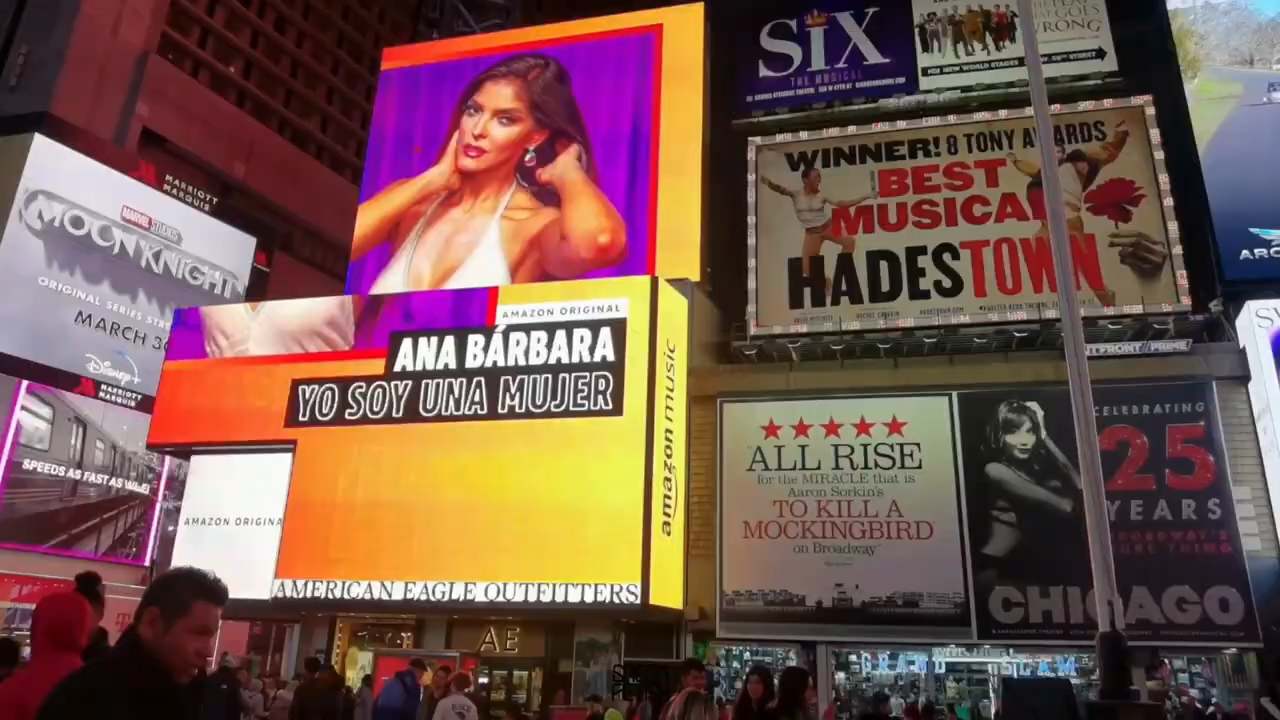 SIX
THE MUSICAL
WRONG
MARRIOTT
MARQUIS
MARVEL STUDIOS
MOON KNIGHT
ORIGINAL SERIES
MARCH
Disney+
MARRIOTT
MARQUIS
SPEEDS AS FAST AS
AMAZON ORIGINAL
ANA BÁRBARA
YO SOY UNA MUJER
amazon music
AMAZON ORIGINA
AMERICAN EAGLE OUTFITTERS
AE
WINNER! 8 TONY AWARDS
BEST
MUSICAL
HADESTOWN
★★★★★
"ALL RISE
for the MIRACLE that is
Aaron Sorkin's
TO KILL A
MOCKINGBIRD
on Broadway"
CELEBRATING
25
YEARS
CHICAGO
GRAND SLAM